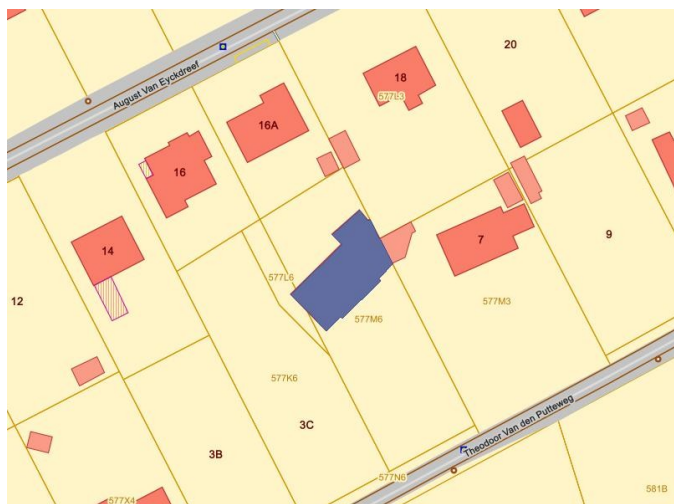 20
August Van Eyckdreef
18
577L3
16A
16
7
9
14
577L6
12
577M3
577M6
577K6
3C
Theodoor Van den Putteweg
3B
577N6
581B
577X4